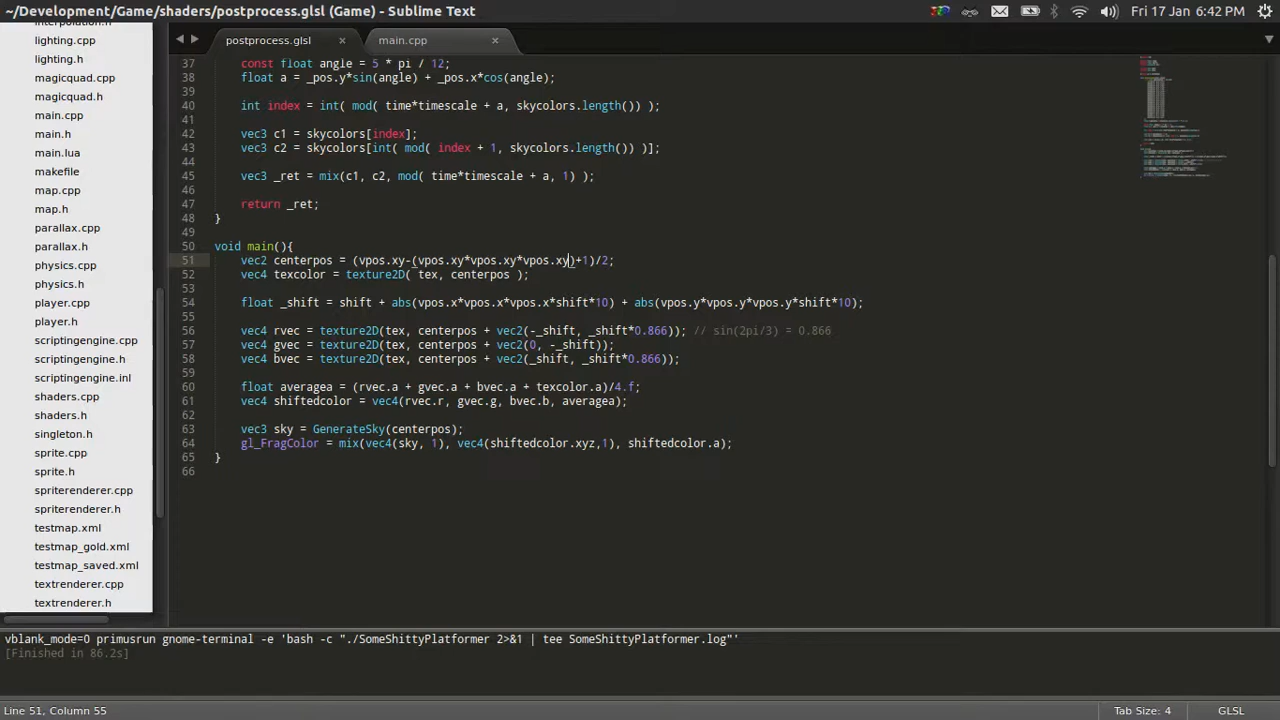 ~/Development/Game/shaders/postprocess.glsl (Game) - Sublime Text
Fri 17 Jan 6:42 PM
postprocess.glsl ×
main.cpp ×
interpolation.h
lighting.cpp
lighting.h
magicquad.cpp
magicquad.h
main.cpp
main.h
main.lua
makefile
map.cpp
map.h
parallax.cpp
parallax.h
physics.cpp
physics.h
player.cpp
player.h
scriptingengine.cpp
scriptingengine.h
scriptingengine.inl
shaders.cpp
shaders.h
singleton.h
sprite.cpp
sprite.h
spriterenderer.cpp
spriterenderer.h
testmap.xml
testmap_gold.xml
testmap_saved.xml
textrenderer.cpp
textrenderer.h
37 const float angle = 5 * pi / 12;
38 float a = _pos.y*sin(angle) + _pos.x*cos(angle);
39
40 int index = int( mod( time*timescale + a, skycolors.length()) );
41
42 vec3 c1 = skycolors[index];
43 vec3 c2 = skycolors[int( mod( index + 1, skycolors.length()) )];
44
45 vec3 _ret = mix(c1, c2, mod( time*timescale + a, 1) );
46
47 return _ret;
48 }
49
50 void main(){
51 vec2 centerpos = (vpos.xy-(vpos.xy*vpos.xy*vpos.xy)+1)/2;
52 vec4 texcolor = texture2D( tex, centerpos );
53
54 float _shift = shift + abs(vpos.x*vpos.x*vpos.x*shift*10) + abs(vpos.y*vpos.y*vpos.y*shift*10);
55
56 vec4 rvec = texture2D(tex, centerpos + vec2(-_shift, _shift*0.866)); // sin(2pi/3) = 0.866
57 vec4 gvec = texture2D(tex, centerpos + vec2(0, -_shift));
58 vec4 bvec = texture2D(tex, centerpos + vec2(_shift, _shift*0.866));
59
60 float averagea = (rvec.a + gvec.a + bvec.a + texcolor.a)/4.f;
61 vec4 shiftedcolor = vec4(rvec.r, gvec.g, bvec.b, averagea);
62
63 vec3 sky = GenerateSky(centerpos);
64 gl_FragColor = mix(vec4(sky, 1), vec4(shiftedcolor.xyz,1), shiftedcolor.a);
65 }
66
vblank_mode=0 primusrun gnome-terminal -e 'bash -c "./SomeShittyPlatformer 2>&1 | tee SomeShittyPlatformer.log"'
[Finished in 86.2s]
Line 51, Column 55
Tab Size: 4
GLSL